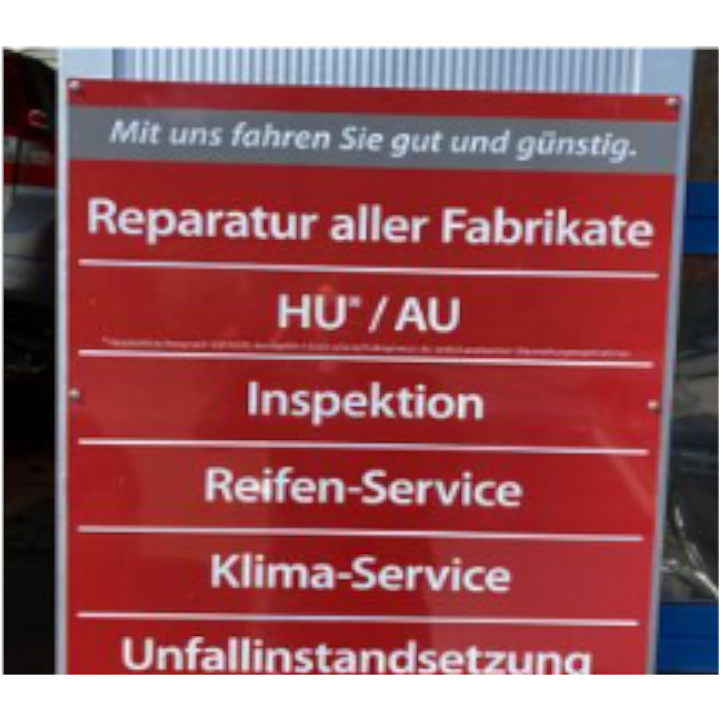 Mit uns fahren Sie gut und günstig.
Reparatur aller Fabrikate
HU* / AU
Inspektion
Reifen-Service
Klima-Service
Unfallinstandsetzung